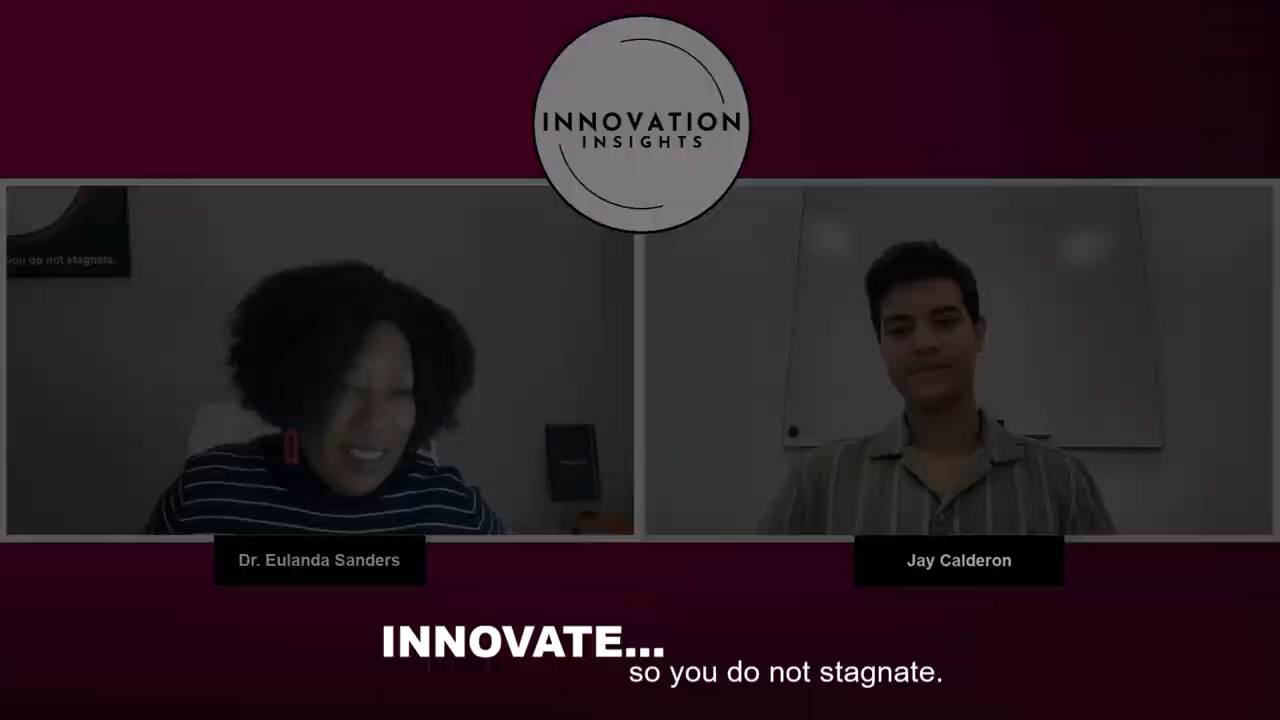 INNOVATION
INSIGHTS
you do not stagnate.
Dr. Eulanda Sanders
Jay Calderon
INNOVATE...
so you do not stagnate.